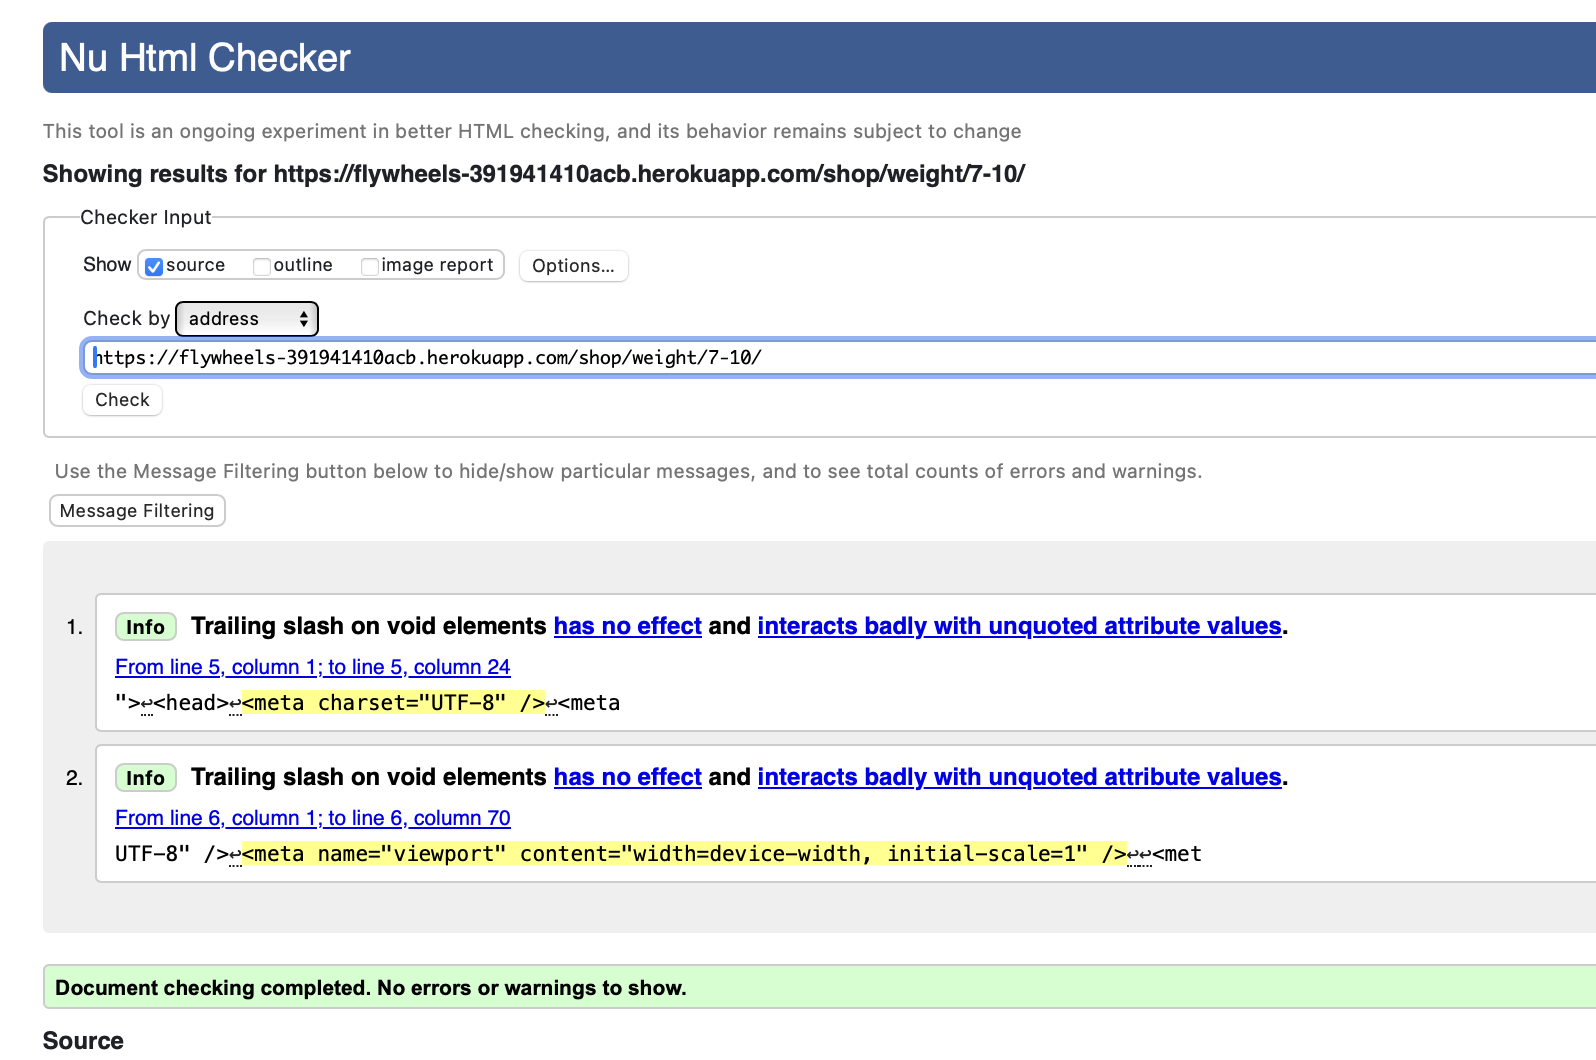 Nu Html Checker
This tool is an ongoing experiment in better HTML checking, and its behavior remains subject to change
Showing results for https://flywheels-391941410acb.herokuapp.com/shop/weight/7-10/
Checker Input
Show source outline image report Options...
Check by address
https://flywheels-391941410acb.herokuapp.com/shop/weight/7-10/
Check
Use the Message Filtering button below to hide/show particular messages, and to see total counts of errors and warnings.
Message Filtering
1. Info Trailing slash on void elements has no effect and interacts badly with unquoted attribute values.
From line 5, column 1; to line 5, column 24
">↩<head>↩<meta charset="UTF-8" />↩<meta
2. Info Trailing slash on void elements has no effect and interacts badly with unquoted attribute values.
From line 6, column 1; to line 6, column 70
UTF-8" />↩<meta name="viewport" content="width=device-width, initial-scale=1" />↩↩<met
Document checking completed. No errors or warnings to show.
Source